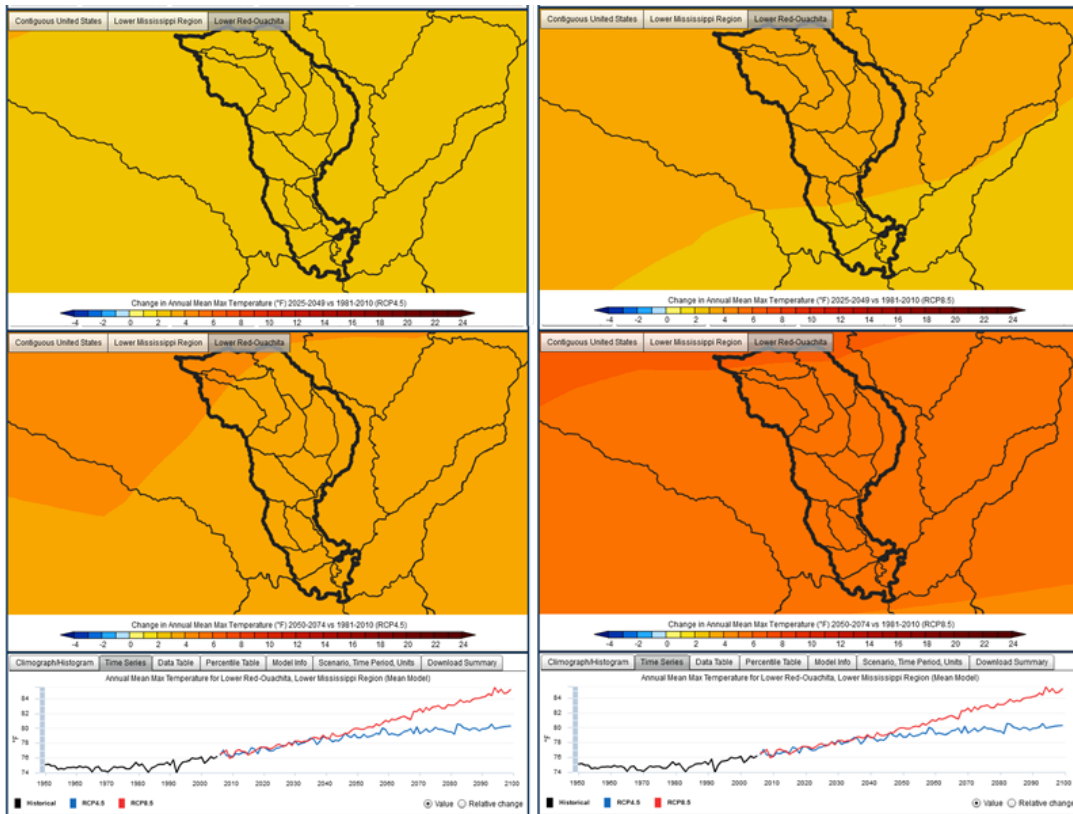 Contiguous United States Lower Mississippi Region Lower Red-Ouachita
Change in Annual Mean Max Temperature (°F) 2025-2049 vs 1981-2010 (RCP4.5)
-4 -2 0 2 4 6 8 10 12 14 16 18 20 22 24
Contiguous United States Lower Mississippi Region Lower Red-Ouachita
Change in Annual Mean Max Temperature (°F) 2025-2049 vs 1981-2010 (RCP8.5)
-4 -2 0 2 4 6 8 10 12 14 16 18 20 22 24
Contiguous United States Lower Mississippi Region Lower Red-Ouachita
Change in Annual Mean Max Temperature (°F) 2050-2074 vs 1981-2010 (RCP4.5)
-4 -2 0 2 4 6 8 10 12 14 16 18 20 22 24
Contiguous United States Lower Mississippi Region Lower Red-Ouachita
Change in Annual Mean Max Temperature (°F) 2050-2074 vs 1981-2010 (RCP8.5)
-4 -2 0 2 4 6 8 10 12 14 16 18 20 22 24
Climograph/Histogram Time Series Data Table Percentile Table Model Info Scenario, Time Period, Units Download Summary
Annual Mean Max Temperature for Lower Red-Ouachita, Lower Mississippi Region (Mean Model)
84
82
80
78
76
74
°F
1950 1960 1970 1980 1990 2000 2010 2020 2030 2040 2050 2060 2070 2080 2090 2100
Historical RCP4.5 RCP8.5 Value Relative change
Climograph/Histogram Time Series Data Table Percentile Table Model Info Scenario, Time Period, Units Download Summary
Annual Mean Max Temperature for Lower Red-Ouachita, Lower Mississippi Region (Mean Model)
84
82
80
78
76
74
°F
1950 1960 1970 1980 1990 2000 2010 2020 2030 2040 2050 2060 2070 2080 2090 2100
Historical RCP4.5 RCP8.5 Value Relative change